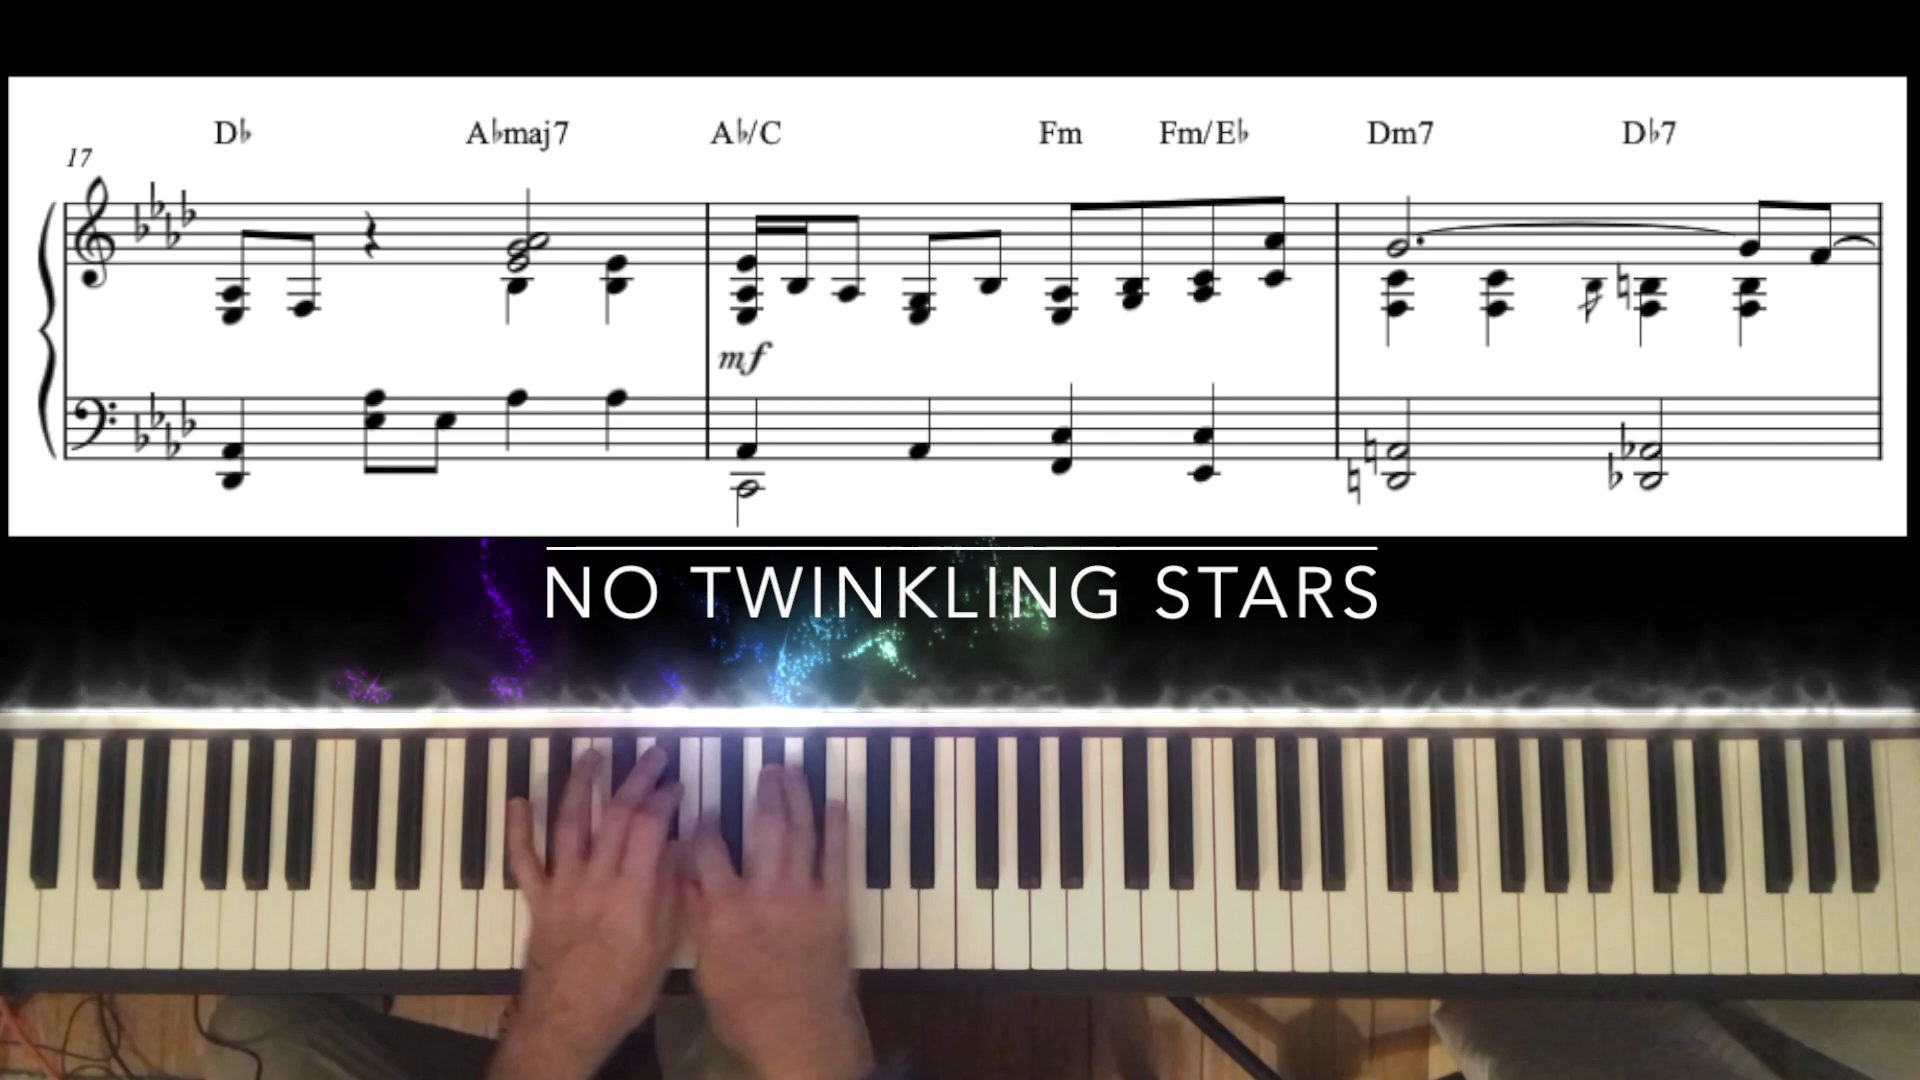 D♭ A♭maj7 A♭/C Fm Fm/E♭ Dm7 D♭7
17
mf
NO TWINKLING STARS